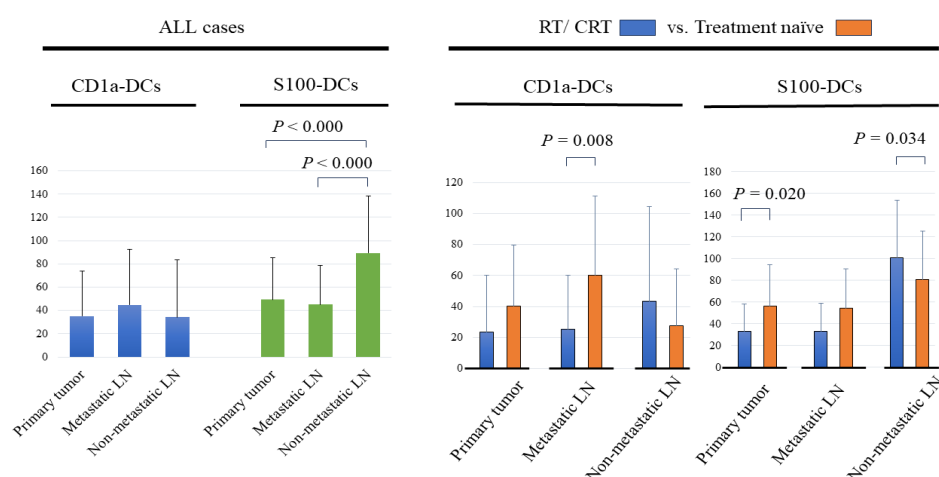 ALL cases
CD1a-DCs
S100-DCs
P < 0.000
P < 0.000
160
140
120
100
80
60
40
20
0
Primary tumor
Metastatic LN
Non-metastatic LN
Primary tumor
Metastatic LN
Non-metastatic LN
RT/ CRT vs. Treatment naïve
CD1a-DCs
P = 0.008
120
100
80
60
40
20
0
Primary tumor
Metastatic LN
Non-metastatic LN
S100-DCs
P = 0.034
P = 0.020
180
160
140
120
100
80
60
40
20
0
Primary tumor
Metastatic LN
Non-metastatic LN